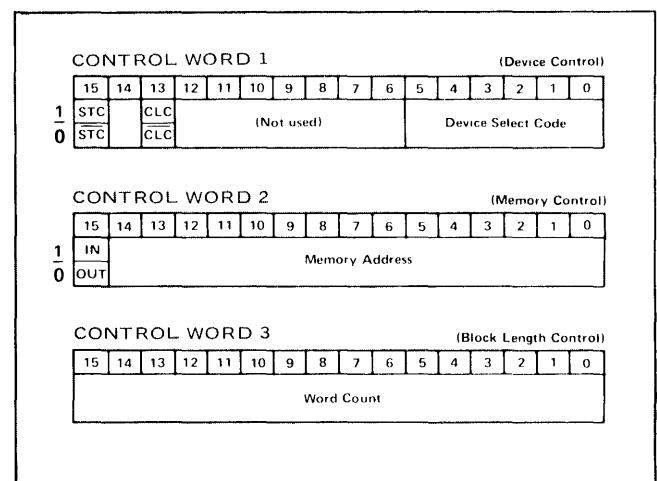 CONTROL WORD 1 (Device Control)
15 14 13 12 11 10 9 8 7 6 5 4 3 2 1 0
1 STC CLC (Not used) Device Select Code
0 STC CLC
CONTROL WORD 2 (Memory Control)
15 14 13 12 11 10 9 8 7 6 5 4 3 2 1 0
1 IN Memory Address
0 OUT
CONTROL WORD 3 (Block Length Control)
15 14 13 12 11 10 9 8 7 6 5 4 3 2 1 0
Word Count